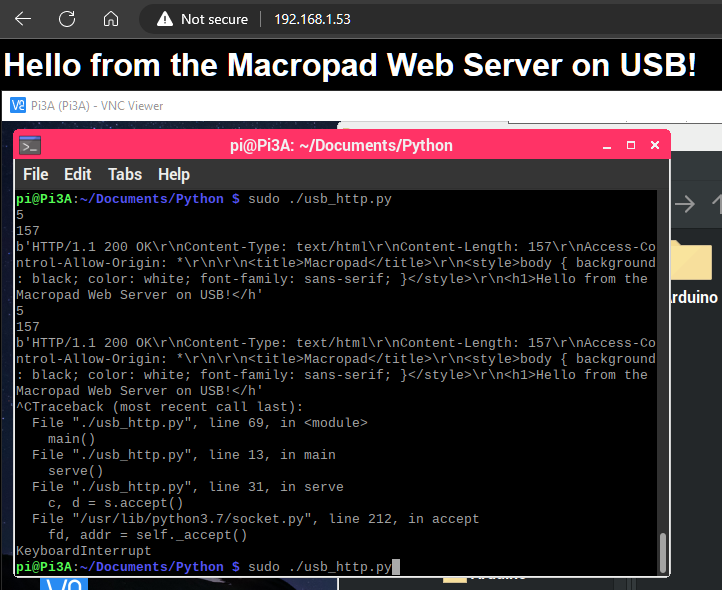 Not secure
192.168.1.53
Hello from the Macropad Web Server on USB!
Pi3A (Pi3A) - VNC Viewer
pi@Pi3A: ~/Documents/Python
File Edit Tabs Help
pi@Pi3A:~/Documents/Python $ sudo ./usb_http.py
5
157
b'HTTP/1.1 200 OK\r\nContent-Type: text/html\r\nContent-Length: 157\r\nAccess-Co
ntrol-Allow-Origin: *\r\n\r\n<title>Macropad</title>\r\n<style>body { background
: black; color: white; font-family: sans-serif; }</style>\r\n<h1>Hello from the
Macropad Web Server on USB!</h'
5
157
b'HTTP/1.1 200 OK\r\nContent-Type: text/html\r\nContent-Length: 157\r\nAccess-Co
ntrol-Allow-Origin: *\r\n\r\n<title>Macropad</title>\r\n<style>body { background
: black; color: white; font-family: sans-serif; }</style>\r\n<h1>Hello from the
Macropad Web Server on USB!</h'
^CTraceback (most recent call last):
File "./usb_http.py", line 69, in <module>
main()
File "./usb_http.py", line 13, in main
serve()
File "./usb_http.py", line 31, in serve
c, d = s.accept()
File "/usr/lib/python3.7/socket.py", line 212, in accept
fd, addr = self._accept()
KeyboardInterrupt
pi@Pi3A:~/Documents/Python $ sudo ./usb_http.py
rduino